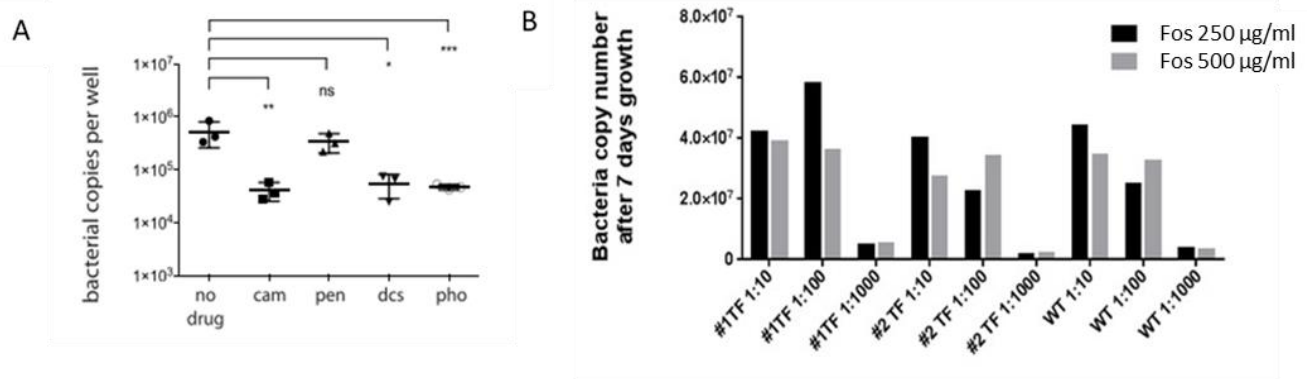 A
bacterial copies per well
1×10⁷
1×10⁶
1×10⁵
1×10⁴
1×10³
**
ns
*
***
no drug
cam
pen
dcs
pho
B
Bacteria copy number
after 7 days growth
8.0×10⁷
6.0×10⁷
4.0×10⁷
2.0×10⁷
0
Fos 250 µg/ml
Fos 500 µg/ml
#1TF 1:10
#1TF 1:100
#1TF 1:1000
#2 TF 1:10
#2 TF 1:100
#2 TF 1:1000
WT 1:10
WT 1:100
WT 1:1000